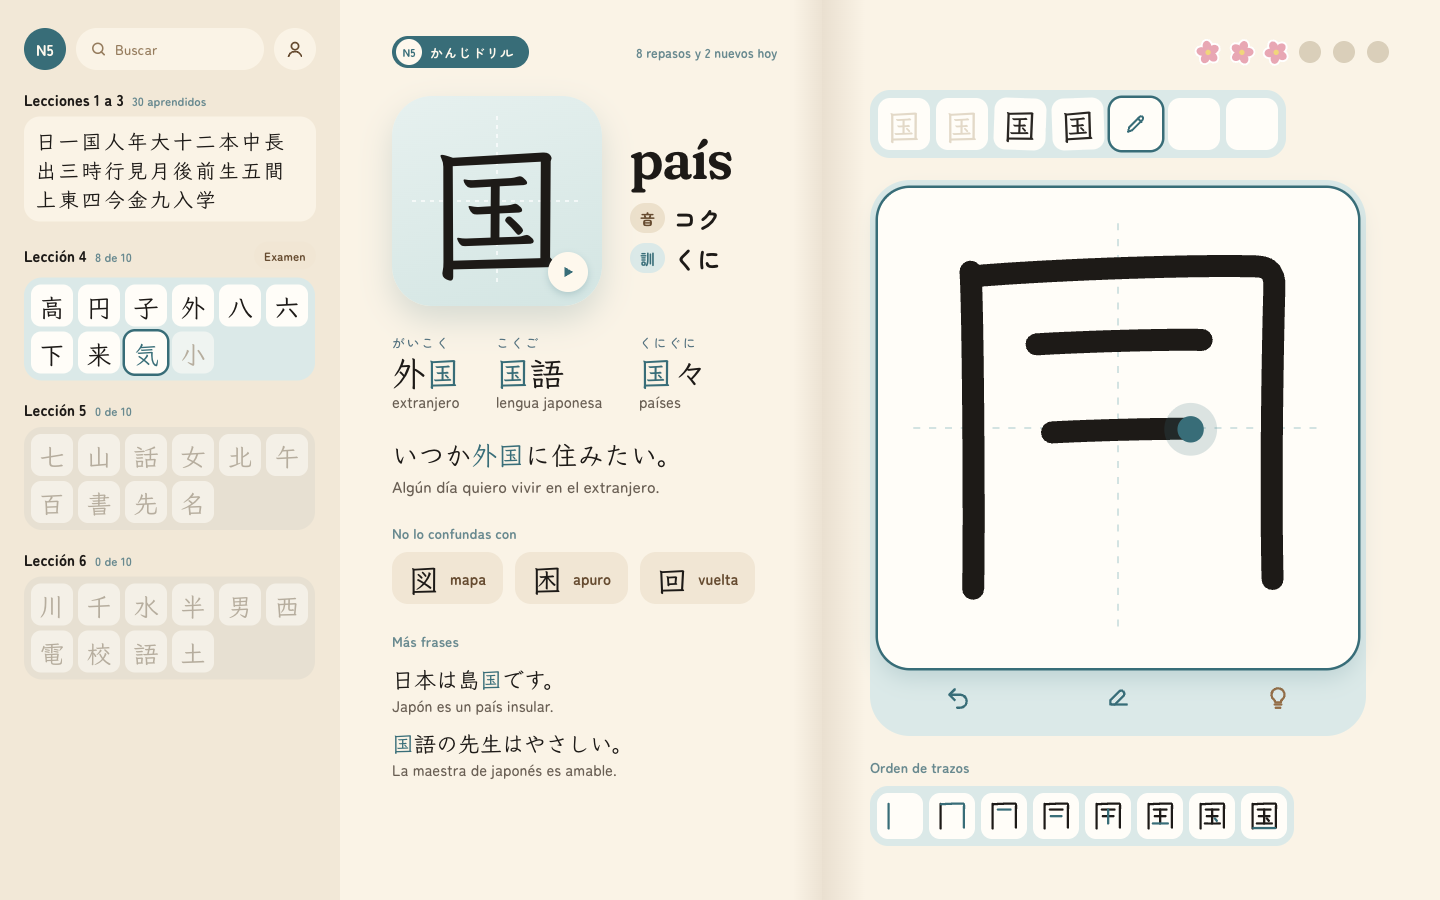 N5
Buscar
Lecciones 1 a 3 30 aprendidos
日一国人年大十二本中長
出三時行見月後前生五間
上東四今金九入学
Lección 4 8 de 10 Examen
高円子外八六
下来気小
Lección 5 0 de 10
七山話女北午
百書先名
Lección 6 0 de 10
川千水半男西
電校語土
N5 かんじドリル
8 repasos y 2 nuevos hoy
国
país
音 コク
訓 くに
がいこく こくご くにぐに
外国 国語 国々
extranjero lengua japonesa países
いつか外国に住みたい。
Algún día quiero vivir en el extranjero.
No lo confundas con
図 mapa 困 apuro 回 vuelta
Más frases
日本は島国です。
Japón es un país insular.
国語の先生はやさしい。
La maestra de japonés es amable.
国 国 国 国
Orden de trazos
国